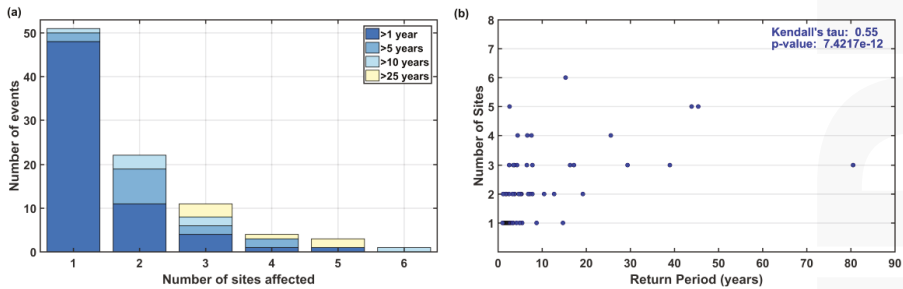 (a)
50
40
30
20
10
0
Number of events
>1 year
>5 years
>10 years
>25 years
1 2 3 4 5 6
Number of sites affected
(b)
8
7
6
5
4
3
2
1
Number of Sites
Kendall's tau: 0.55
p-value: 7.4217e-12
0 10 20 30 40 50 60 70 80 90
Return Period (years)